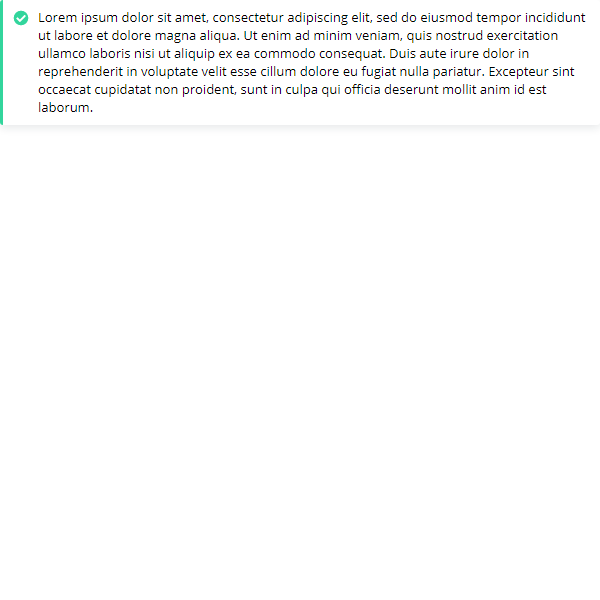 Lorem ipsum dolor sit amet, consectetur adipiscing elit, sed do eiusmod tempor incididunt
ut labore et dolore magna aliqua. Ut enim ad minim veniam, quis nostrud exercitation
ullamco laboris nisi ut aliquip ex ea commodo consequat. Duis aute irure dolor in
reprehenderit in voluptate velit esse cillum dolore eu fugiat nulla pariatur. Excepteur sint
occaecat cupidatat non proident, sunt in culpa qui officia deserunt mollit anim id est
laborum.